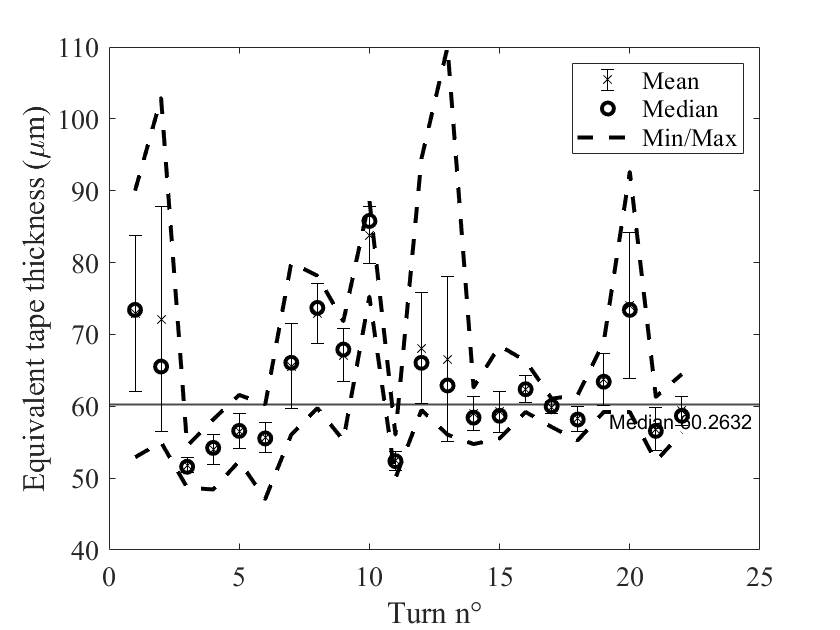 110
100
90
80
70
60
50
40
0
5
10
15
20
25
Equivalent tape thickness (μm)
Turn n°
Mean
Median
Min/Max
Median 60.2632